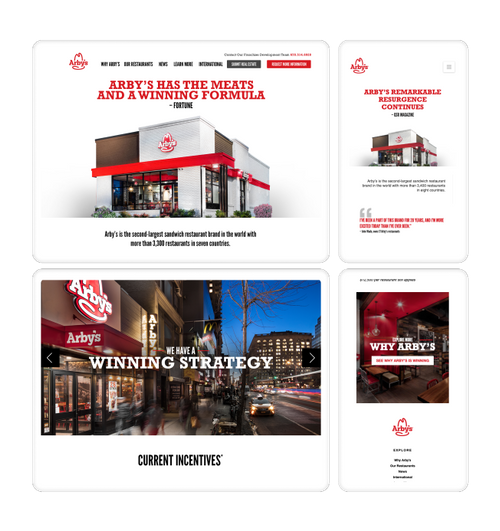 Contact Our Franchise Development Team
Arby's
WHY ARBY'S OUR RESTAURANTS NEWS LEARN MORE INTERNATIONAL SUBMIT REAL ESTATE REQUEST MORE INFORMATION
ARBY'S HAS THE MEATS
AND A WINNING FORMULA
~ FORTUNE
Arby's
Arby's is the second-largest sandwich restaurant brand in the world with
more than 3,300 restaurants in seven countries.
Arby's
ARBY'S REMARKABLE
RESURGENCE
CONTINUES
~ QSR MAGAZINE
Arby's is the second-largest sandwich restaurant
brand in the world with more than 3,400 restaurants
in eight countries.
"I'VE BEEN A PART OF THIS BRAND FOR 20 YEARS, AND I'M MORE
EXCITED TODAY THAN I'VE EVER BEEN."
Arby's
Arby's
Arby's
WE HAVE A
WINNING STRATEGY
CURRENT INCENTIVES*
EXPLORE MORE
WHY ARBY'S
SEE WHY ARBY'S IS WINNING
Arby's
EXPLORE
Why Arby's
Our Restaurants
News
International